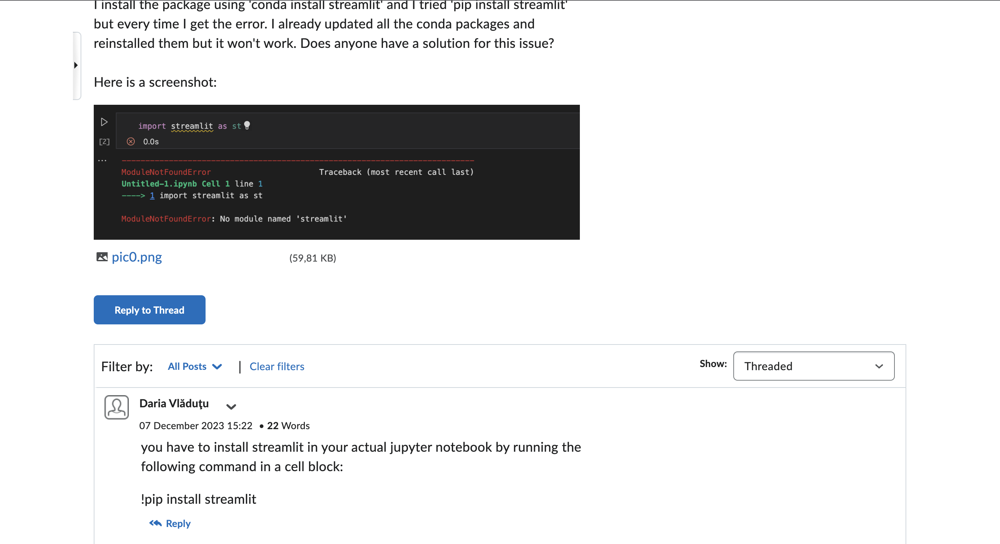 I install the package using 'conda install streamlit' and I tried 'pip install streamlit'
but every time I get the error. I already updated all the conda packages and
reinstalled them but it won't work. Does anyone have a solution for this issue?
Here is a screenshot:
import streamlit as st
[2] 0.0s
...
ModuleNotFoundError Traceback (most recent call last)
Untitled-1.ipynb Cell 1 line 1
----> 1 import streamlit as st
ModuleNotFoundError: No module named 'streamlit'
pic0.png (59,81 KB)
Reply to Thread
Filter by: All Posts | Clear filters Show: Threaded
Daria Vlăduţu
07 December 2023 15:22 • 22 Words
you have to install streamlit in your actual jupyter notebook by running the
following command in a cell block:
!pip install streamlit
Reply